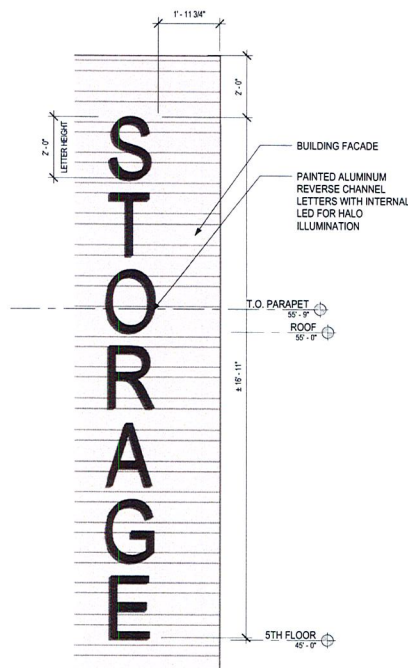 1' - 11 3/4"
2' - 0"
2' - 0"
LETTER HEIGHT
BUILDING FACADE
PAINTED ALUMINUM
REVERSE CHANNEL
LETTERS WITH INTERNAL
LED FOR HALO
ILLUMINATION
S
T
O
R
A
G
E
T.O. PARAPET
55' - 9"
ROOF
55' - 0"
± 16' - 11"
5TH FLOOR
45' - 0"